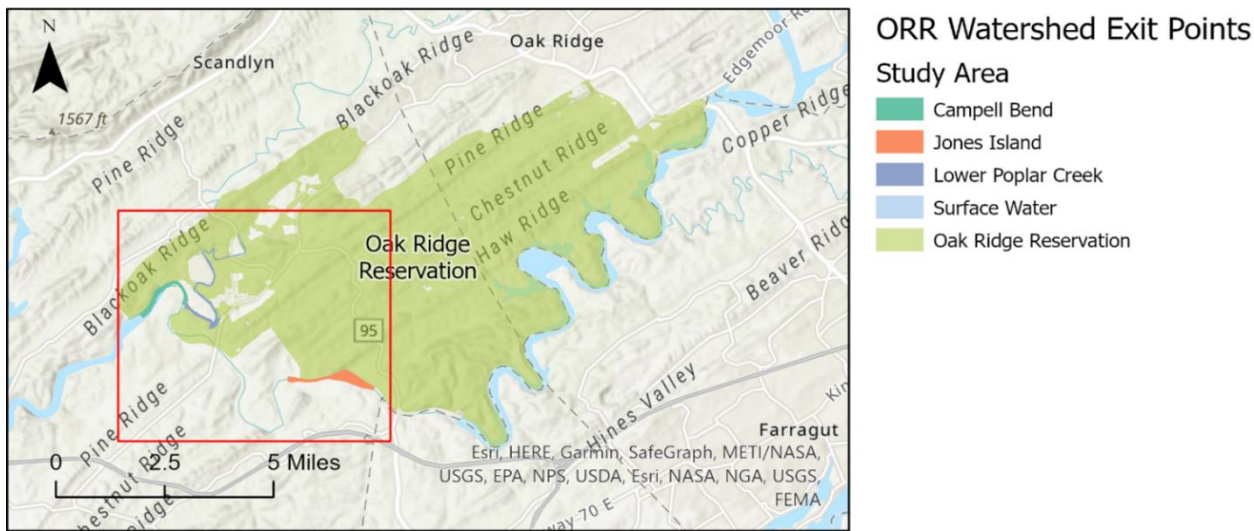 N
Scandlyn
Oak Ridge
Edgemoor
Blackoak Ridge
1567 ft
Pine Ridge
Pine Ridge
Copper Ridge
Chestnut Ridge
Haw Ridge
Oak Ridge
Reservation
Blackoak Ridge
Beaver Ridge
95
Pine Ridge
Hines Valley
Chestnut Ridge
Ridge
Farragut
0 2.5 5 Miles
Esri, HERE, Garmin, SafeGraph, METI/NASA,
USGS, EPA, NPS, USDA, Esri, NASA, NGA, USGS,
FEMA
way 70 E
ORR Watershed Exit Points
Study Area
Campell Bend
Jones Island
Lower Poplar Creek
Surface Water
Oak Ridge Reservation